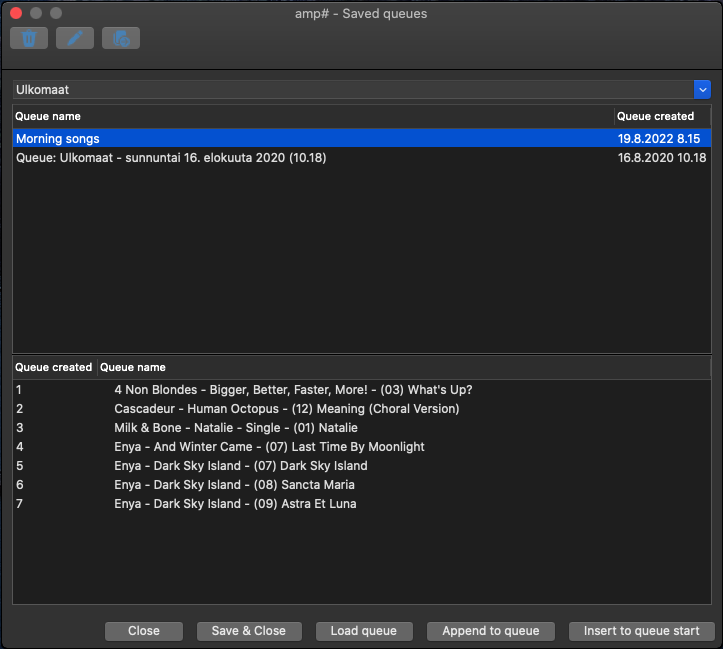 amp# - Saved queues
Ulkomaat
Queue name Queue created
Morning songs 19.8.2022 8.15
Queue: Ulkomaat - sunnuntai 16. elokuuta 2020 (10.18) 16.8.2020 10.18
Queue created Queue name
1 4 Non Blondes - Bigger, Better, Faster, More! - (03) What's Up?
2 Cascadeur - Human Octopus - (12) Meaning (Choral Version)
3 Milk & Bone - Natalie - Single - (01) Natalie
4 Enya - And Winter Came - (07) Last Time By Moonlight
5 Enya - Dark Sky Island - (07) Dark Sky Island
6 Enya - Dark Sky Island - (08) Sancta Maria
7 Enya - Dark Sky Island - (09) Astra Et Luna
Close Save & Close Load queue Append to queue Insert to queue start